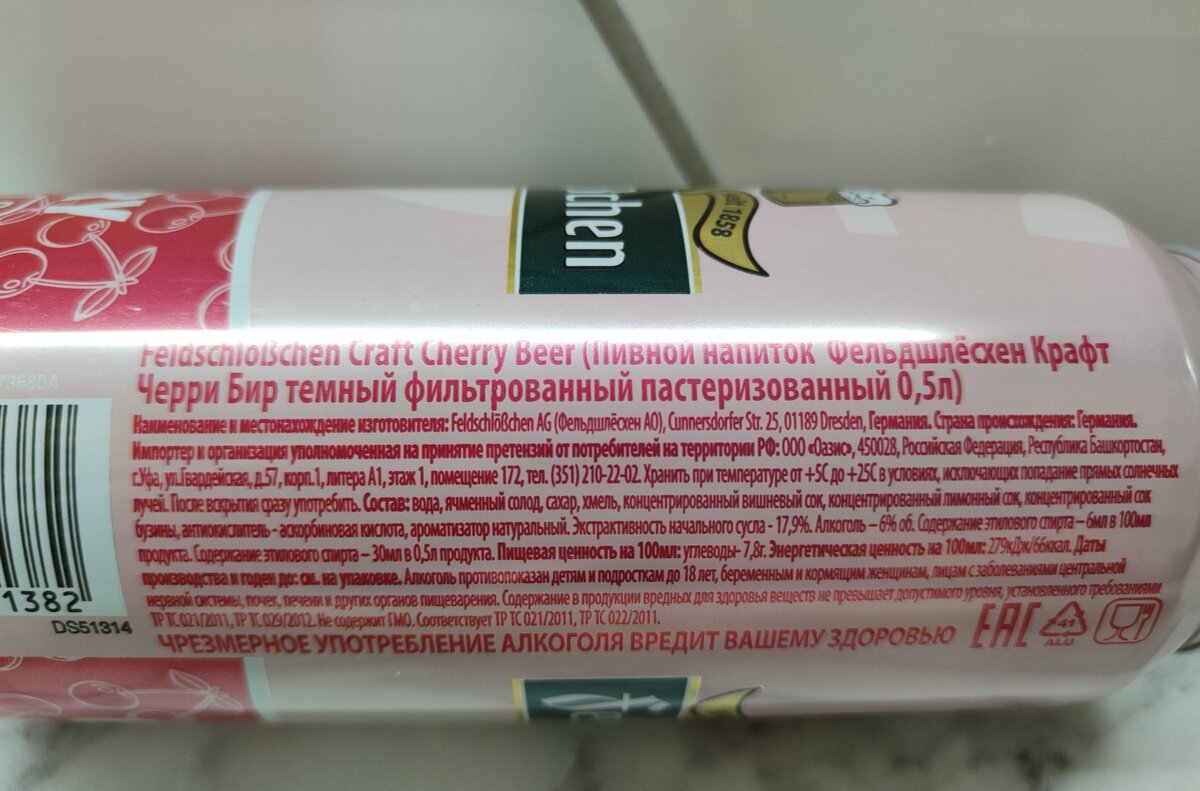 chen
seit 1858
73680A
Feldschlößchen Craft Cherry Beer (Пивной напиток Фельдшлёсхен Крафт
Черри Бир темный фильтрованный пастеризованный 0,5л)
Наименование и местонахождение изготовителя: Feldschlößchen AG (Фельдшлёсхен АО), Cunnersdorfer Str. 25, 01189 Dresden, Германия. Страна происхождения: Германия.
Импортер и организация уполномоченная на принятие претензий от потребителей на территории РФ: ООО «Оазис», 450028, Российская Федерация, Республика Башкортостан,
г.Уфа, ул.Гвардейская, д.57, корп.1, литера А1, этаж 1, помещение 172, тел. (351) 210-22-02. Хранить при температуре от +5С до +25С в условиях, исключающих попадание прямых солнечных
лучей. После вскрытия сразу употребить. Состав: вода, ячменный солод, сахар, хмель, концентрированный вишневый сок, концентрированный лимонный сок, концентрированный сок
бузины, антиокислитель - аскорбиновая кислота, ароматизатор натуральный. Экстрактивность начального сусла - 17,9%. Алкоголь – 6% об. Содержание этилового спирта – 6мл в 100мл
продукта. Содержание этилового спирта – 30мл в 0,5л продукта. Пищевая ценность на 100мл: углеводы- 7,8г. Энергетическая ценность на 100мл: 279кДж/66ккал. Даты
производства и годен до: см. на упаковке. Алкоголь противопоказан детям и подросткам до 18 лет, беременным и кормящим женщинам, лицам с заболеваниями центральной
нервной системы, почек, печени и других органов пищеварения. Содержание в продукции вредных для здоровья веществ не превышает допустимого уровня, установленного требованиями
ТР ТС 021/2011, ТР ТС 029/2012. Не содержит ГМО. Соответствует ТР ТС 021/2011, ТР ТС 022/2011.
ЧРЕЗМЕРНОЕ УПОТРЕБЛЕНИЕ АЛКОГОЛЯ ВРЕДИТ ВАШЕМУ ЗДОРОВЬЮ
EAC
41
ALU
1382
DS51314